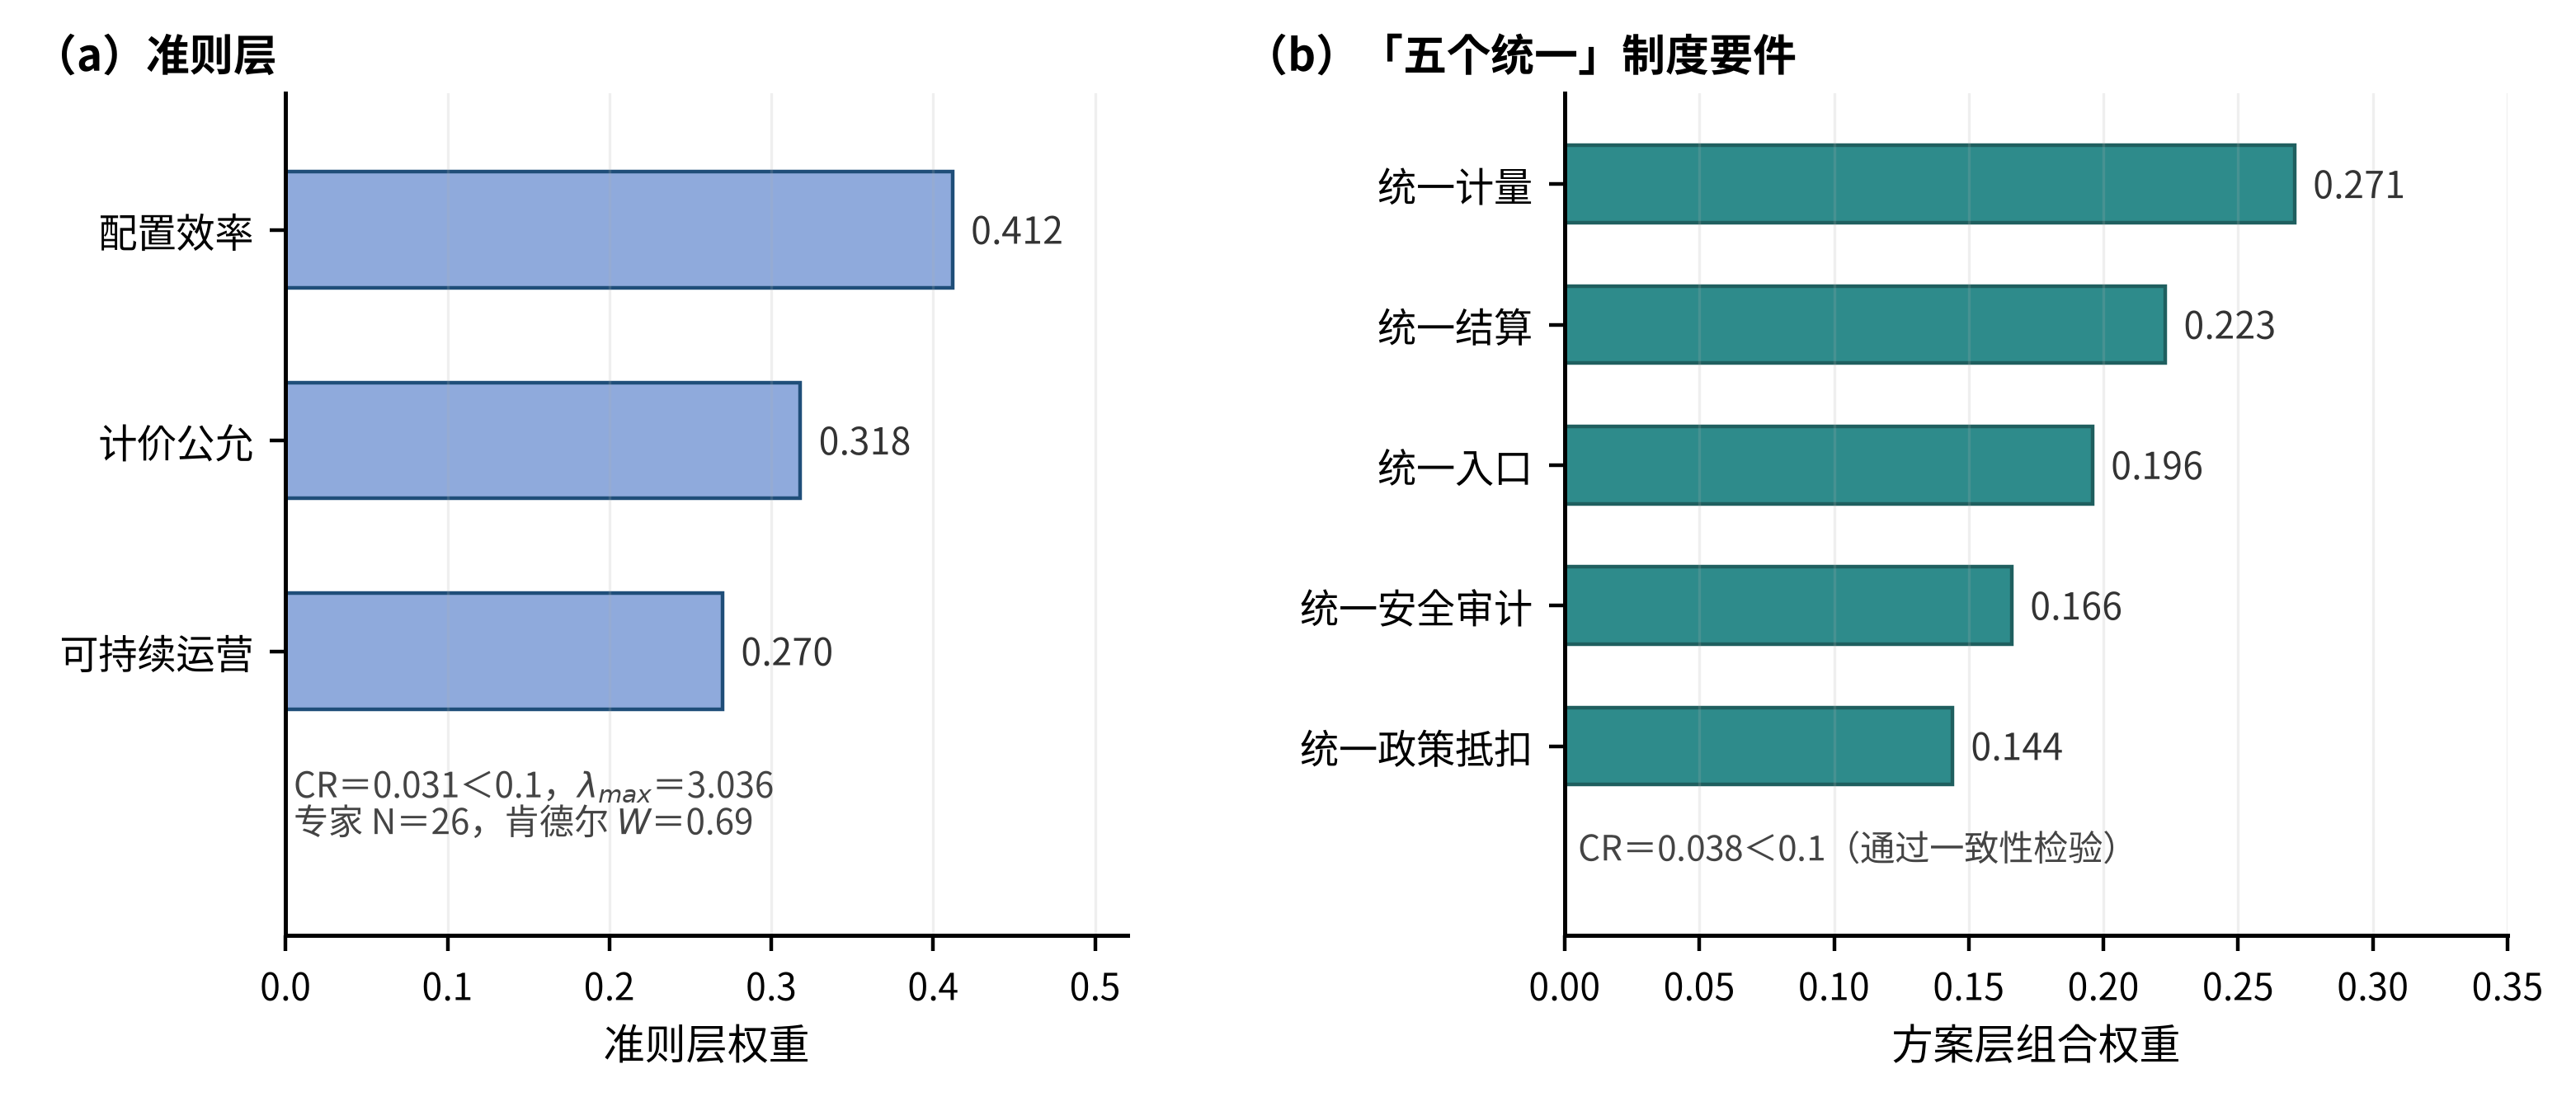 （a）准则层
配置效率
0.412
计价公允
0.318
可持续运营
0.270
CR＝0.031＜0.1，λmax＝3.036
专家 N＝26，肯德尔 W＝0.69
0.0 0.1 0.2 0.3 0.4 0.5
准则层权重
（b）「五个统一」制度要件
统一计量
0.271
统一结算
0.223
统一入口
0.196
统一安全审计
0.166
统一政策抵扣
0.144
CR＝0.038＜0.1（通过一致性检验）
0.00 0.05 0.10 0.15 0.20 0.25 0.30 0.35
方案层组合权重